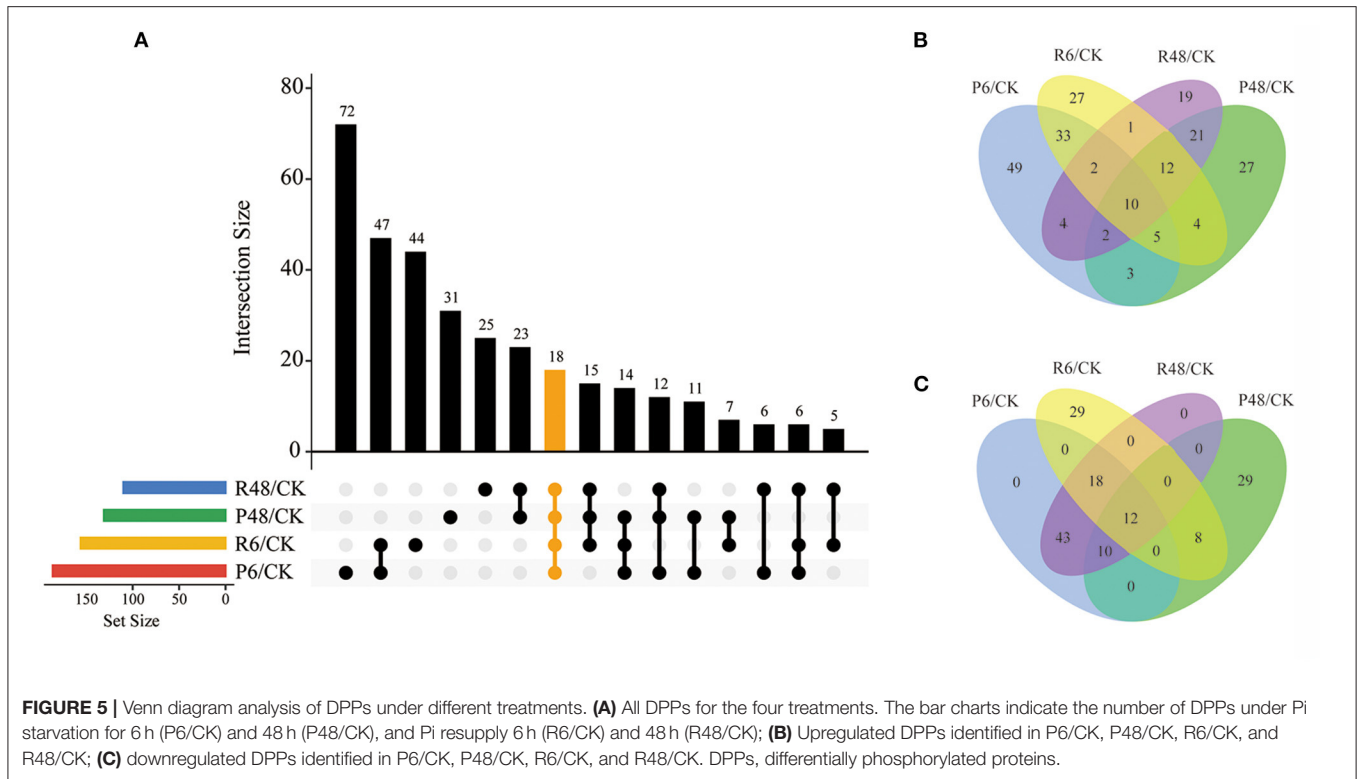 A
Intersection Size
80
60
40
20
0
72
47
44
31
25
23
18
15
14
12
11
7
6
6
5
R48/CK
P48/CK
R6/CK
P6/CK
150 100 50 0
Set Size
B
P6/CK
R6/CK
R48/CK
P48/CK
27
19
1
33
21
49
2
12
27
10
4
2
5
4
3
C
P6/CK
R6/CK
R48/CK
P48/CK
29
0
0
0
0
0
18
0
29
12
43
10
0
8
0
FIGURE 5 | Venn diagram analysis of DPPs under different treatments. (A) All DPPs for the four treatments. The bar charts indicate the number of DPPs under Pi
starvation for 6 h (P6/CK) and 48 h (P48/CK), and Pi resupply 6 h (R6/CK) and 48 h (R48/CK); (B) Upregulated DPPs identified in P6/CK, P48/CK, R6/CK, and
R48/CK; (C) downregulated DPPs identified in P6/CK, P48/CK, R6/CK, and R48/CK. DPPs, differentially phosphorylated proteins.